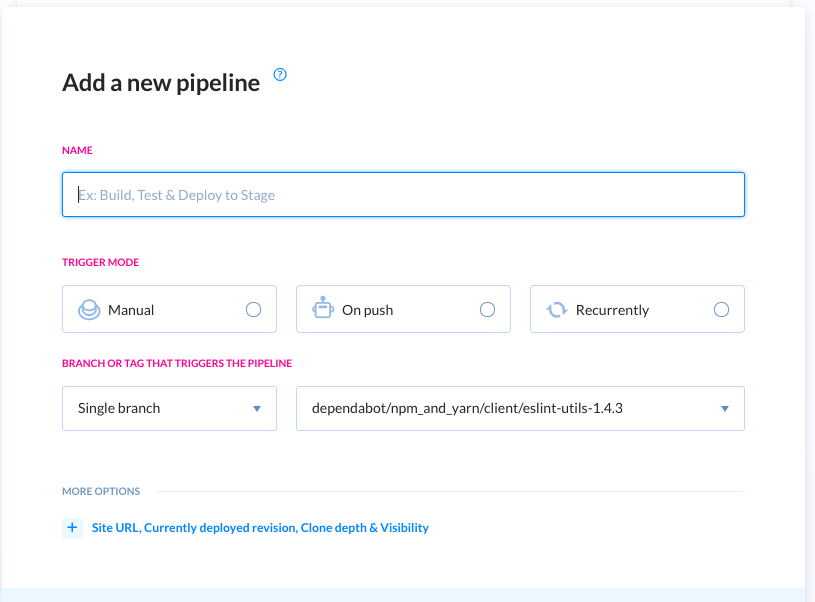 Add a new pipeline ?
NAME
Ex: Build, Test & Deploy to Stage
TRIGGER MODE
Manual On push Recurrently
BRANCH OR TAG THAT TRIGGERS THE PIPELINE
Single branch dependabot/npm_and_yarn/client/eslint-utils-1.4.3
MORE OPTIONS
+ Site URL, Currently deployed revision, Clone depth & Visibility